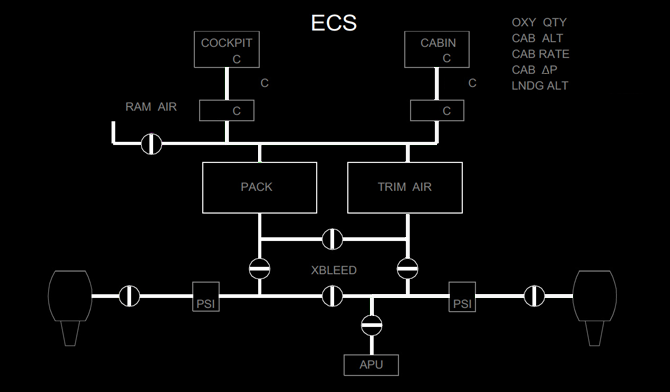 ECS
COCKPIT
C
CABIN
C
OXY QTY
CAB ALT
CAB RATE
CAB ΔP
LNDG ALT
C
C
RAM AIR
C
C
PACK
TRIM AIR
XBLEED
PSI
PSI
APU